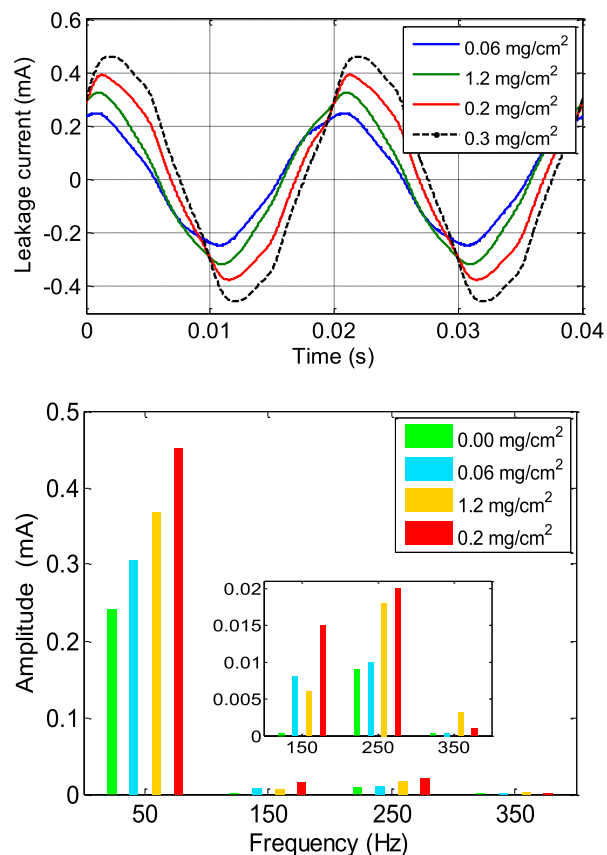 0.6
0.4
0.2
0
-0.2
-0.4
Leakage current (mA)
0.06 mg/cm²
1.2 mg/cm²
0.2 mg/cm²
0.3 mg/cm²
0 0.01 0.02 0.03 0.04
Time (s)
0.5
0.4
0.3
0.2
0.1
0
Amplitude (mA)
0.00 mg/cm²
0.06 mg/cm²
1.2 mg/cm²
0.2 mg/cm²
0.02
0.015
0.01
0.005
0
150 250 350
50 150 250 350
Frequency (Hz)